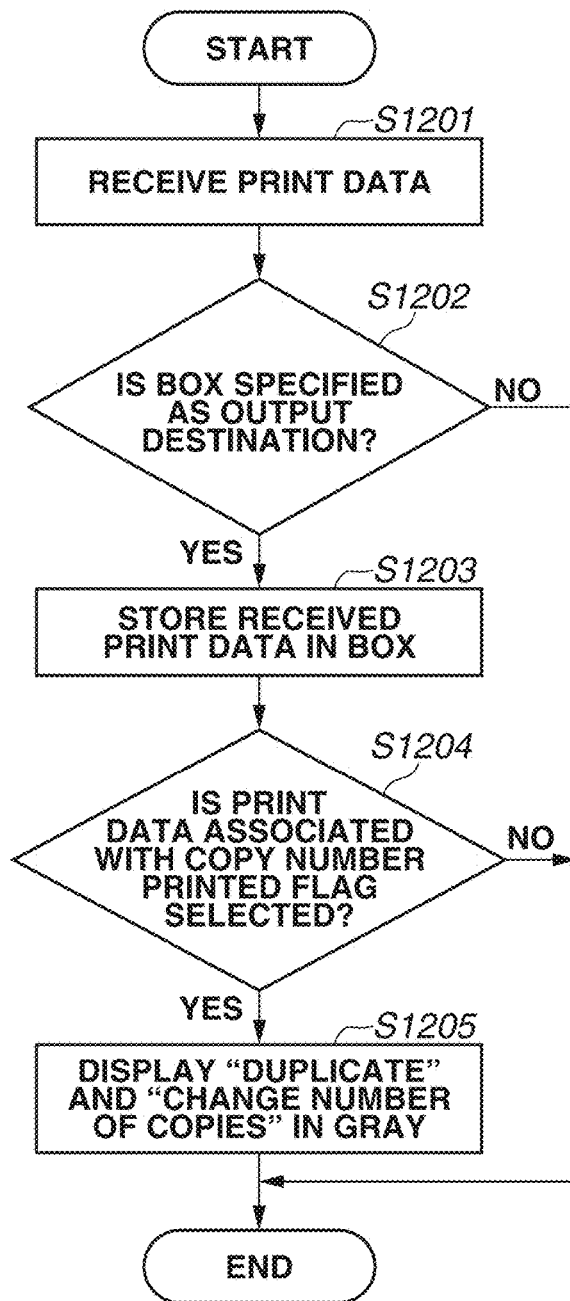 START
S1201
RECEIVE PRINT DATA
S1202
IS BOX SPECIFIED
AS OUTPUT
DESTINATION?
NO
YES
S1203
STORE RECEIVED
PRINT DATA IN BOX
S1204
IS PRINT
DATA ASSOCIATED
WITH COPY NUMBER
PRINTED FLAG
SELECTED?
NO
YES
S1205
DISPLAY “DUPLICATE”
AND “CHANGE NUMBER
OF COPIES” IN GRAY
END